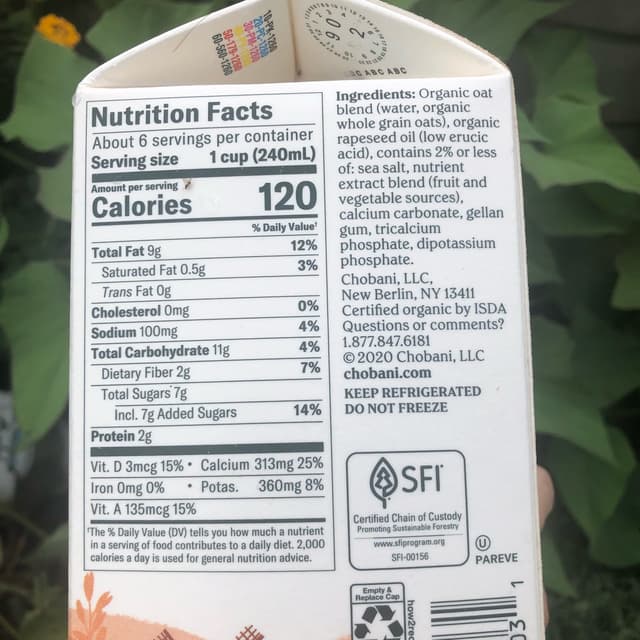 Nutrition Facts
About 6 servings per container
Serving size 1 cup (240mL)
Amount per serving
Calories 120
% Daily Value¹
Total Fat 9g 12%
Saturated Fat 0.5g 3%
Trans Fat 0g
Cholesterol 0mg 0%
Sodium 100mg 4%
Total Carbohydrate 11g 4%
Dietary Fiber 2g 7%
Total Sugars 7g
Incl. 7g Added Sugars 14%
Protein 2g
Vit. D 3mcg 15% • Calcium 313mg 25%
Iron 0mg 0% • Potas. 360mg 8%
Vit. A 135mcg 15%
¹The % Daily Value (DV) tells you how much a nutrient
in a serving of food contributes to a daily diet. 2,000
calories a day is used for general nutrition advice.
Ingredients: Organic oat
blend (water, organic
whole grain oats), organic
rapeseed oil (low erucic
acid), contains 2% or less
of: sea salt, nutrient
extract blend (fruit and
vegetable sources),
calcium carbonate, gellan
gum, tricalcium
phosphate, dipotassium
phosphate.
Chobani, LLC,
New Berlin, NY 13411
Certified organic by ISDA
Questions or comments?
1.877.847.6181
© 2020 Chobani, LLC
chobani.com
KEEP REFRIGERATED
DO NOT FREEZE
SFI
Certified Chain of Custody
Promoting Sustainable Forestry
www.sfiprogram.org
SFI-00156
U
PAREVE
Empty &
Replace Cap